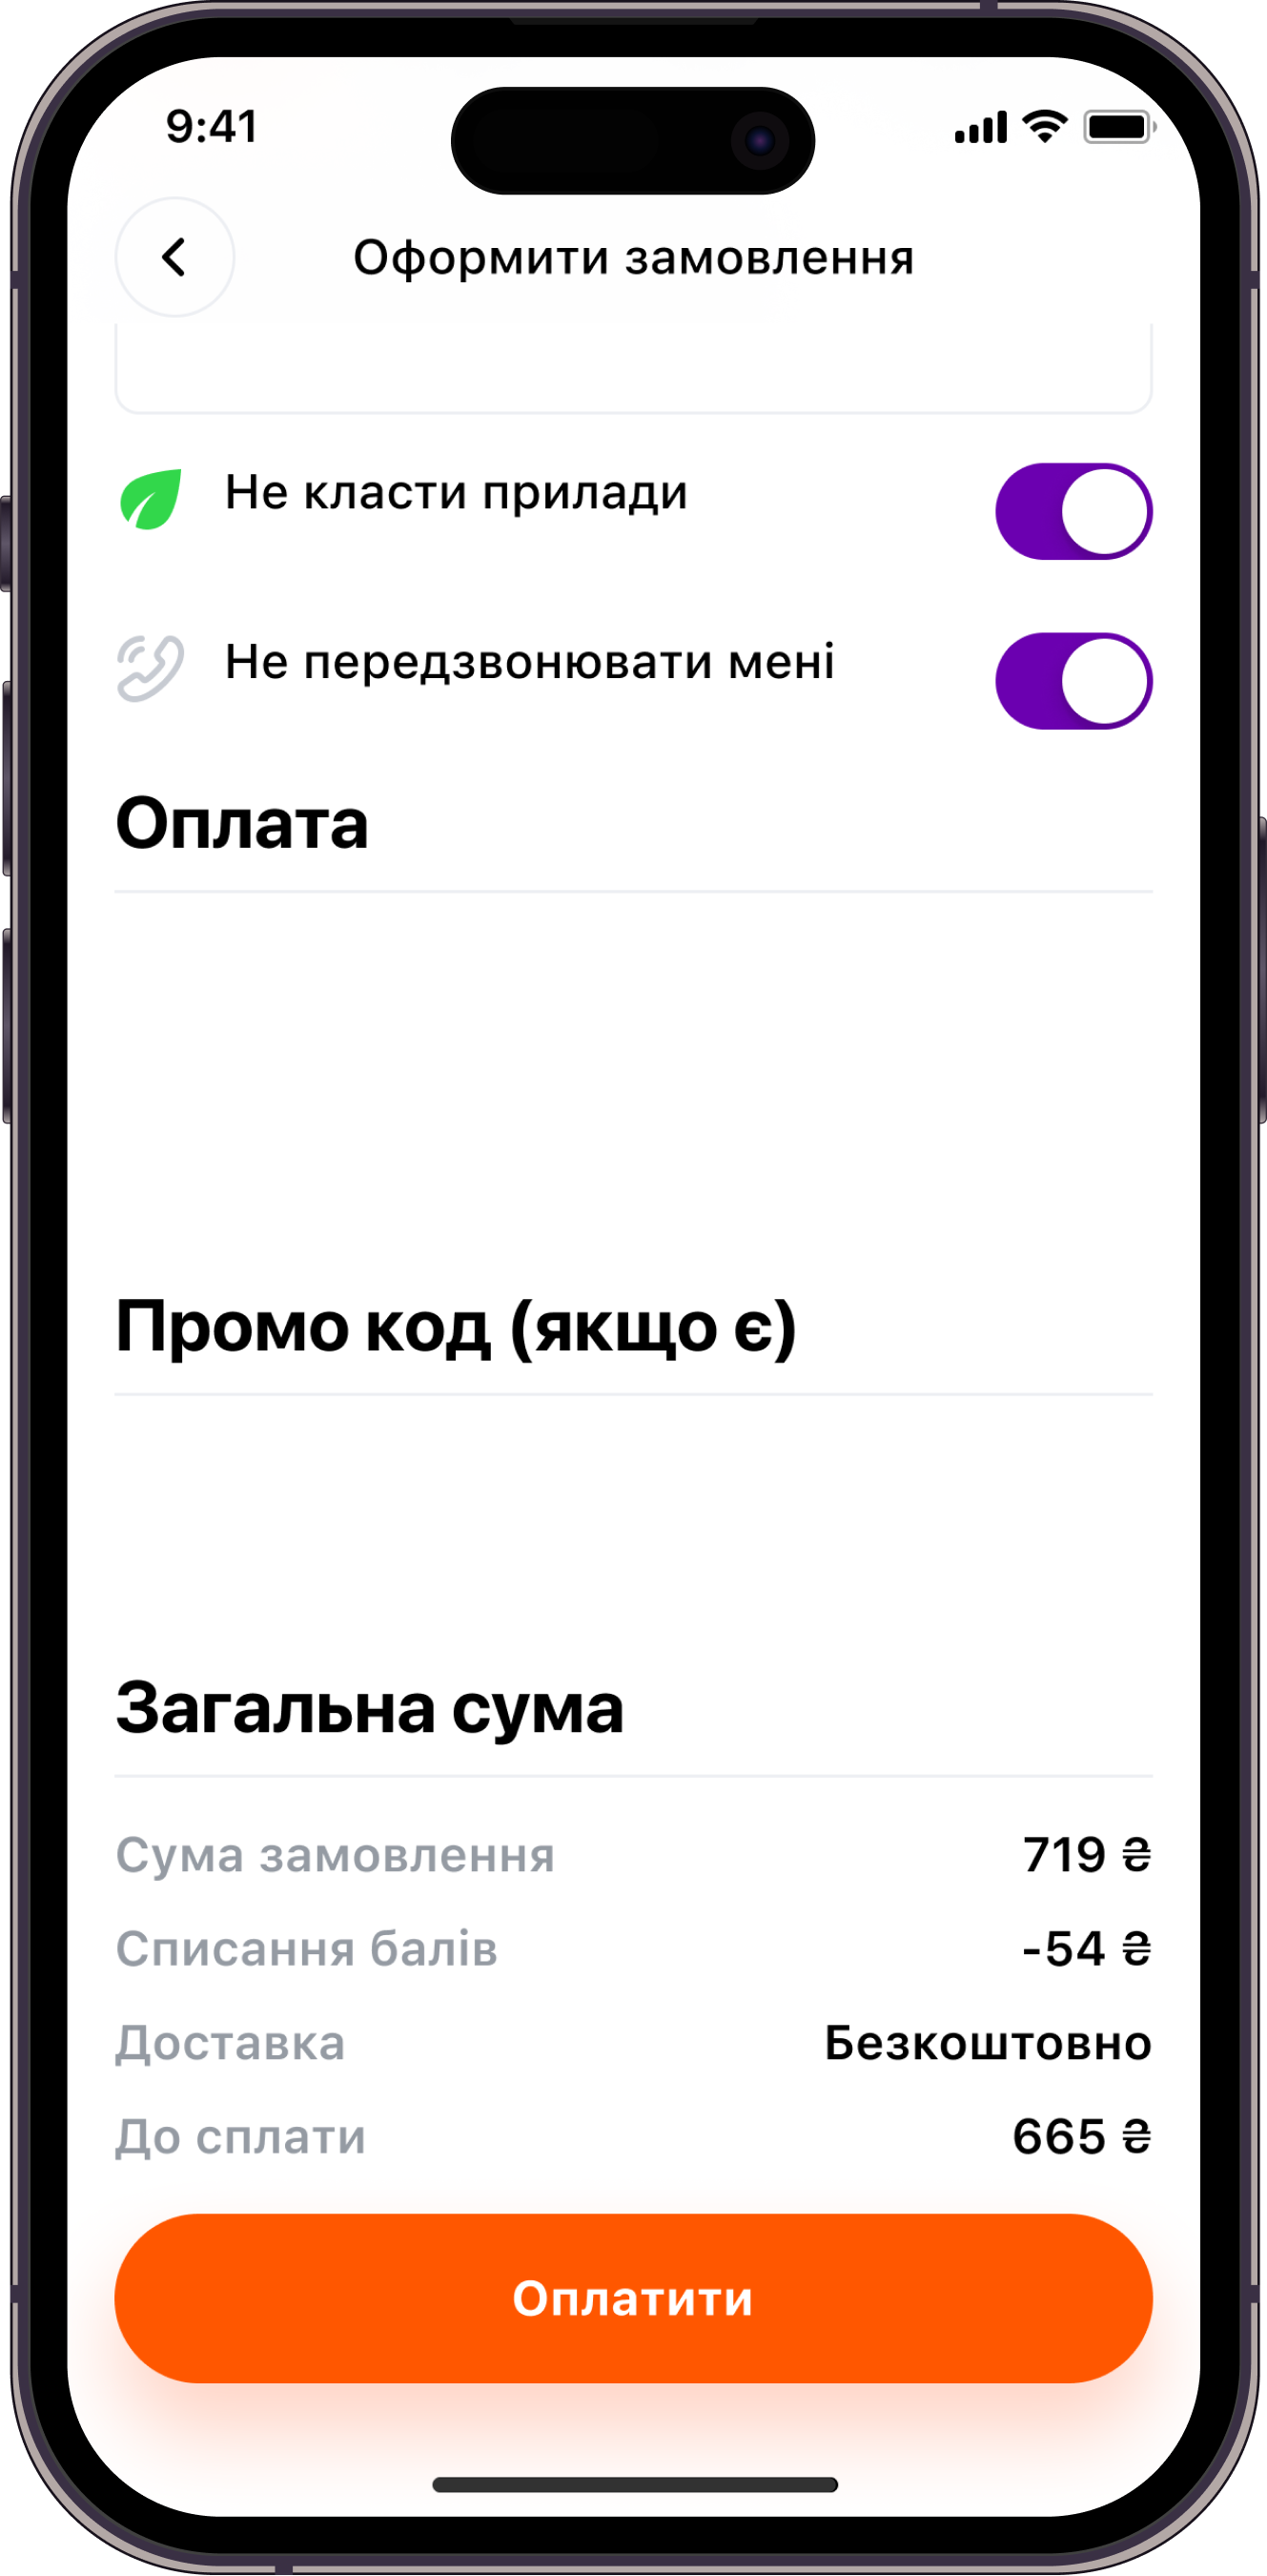 9:41
Оформити замовлення
Не класти прилади
Не передзвонювати мені
Оплата
Промо код (якщо є)
Загальна сума
Сума замовлення 719 ₴
Списання балів -54 ₴
Доставка Безкоштовно
До сплати 665 ₴
Оплатити